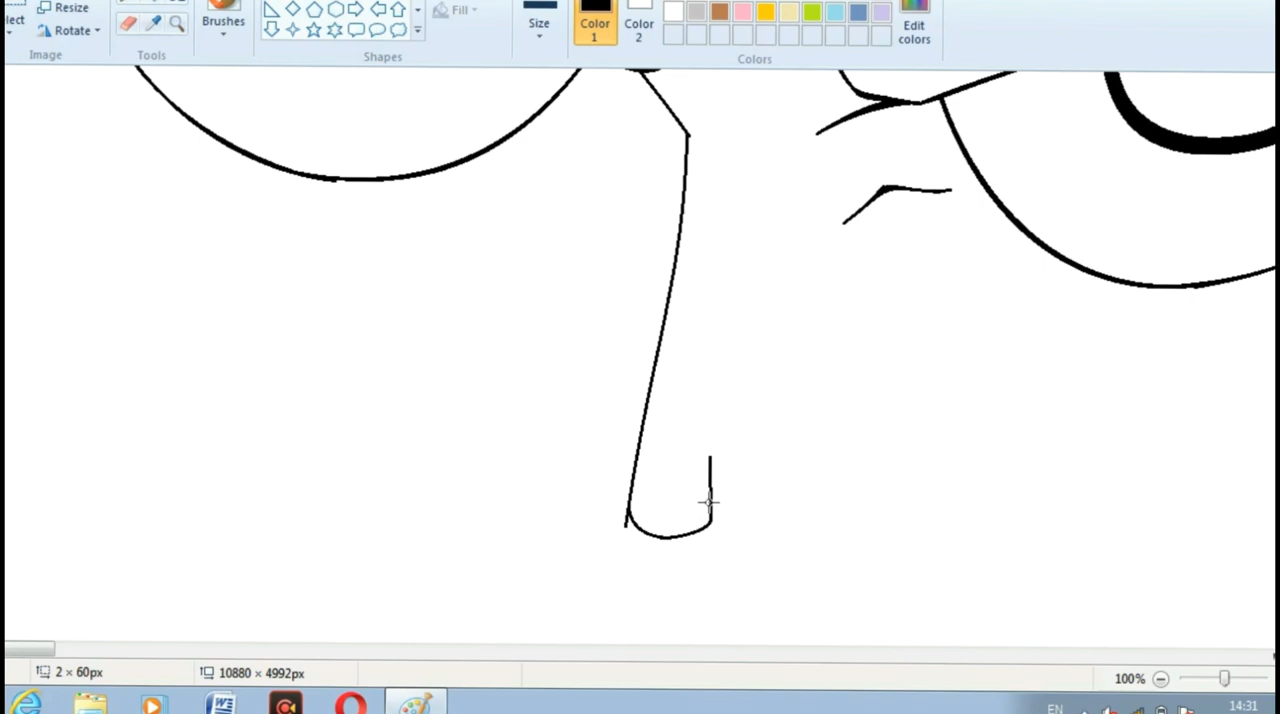 Resize
lect
Rotate
Brushes
Fill
Size
Color
1
Color
2
Edit
colors
Image
Tools
Shapes
Colors
2 × 60px
10880 × 4992px
100%
W
EN
14:31